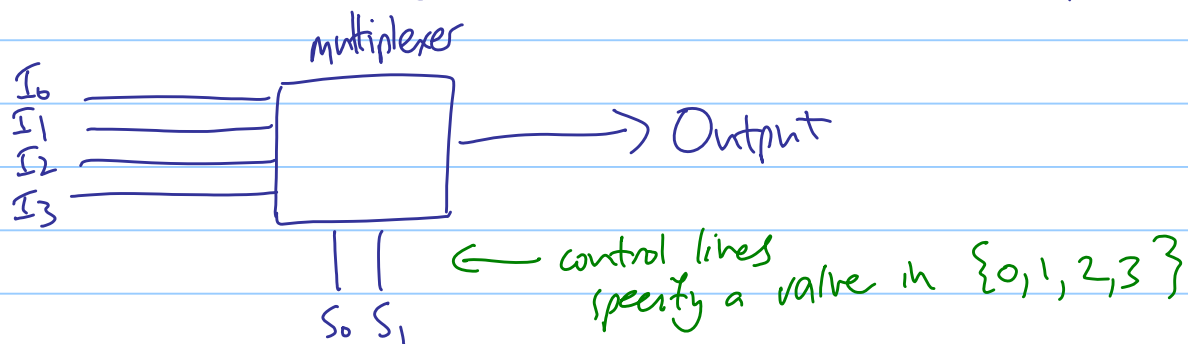 multiplexer
I0
I1
I2
I3
Output
control lines
specify a value in {0,1,2,3}
S0 S1